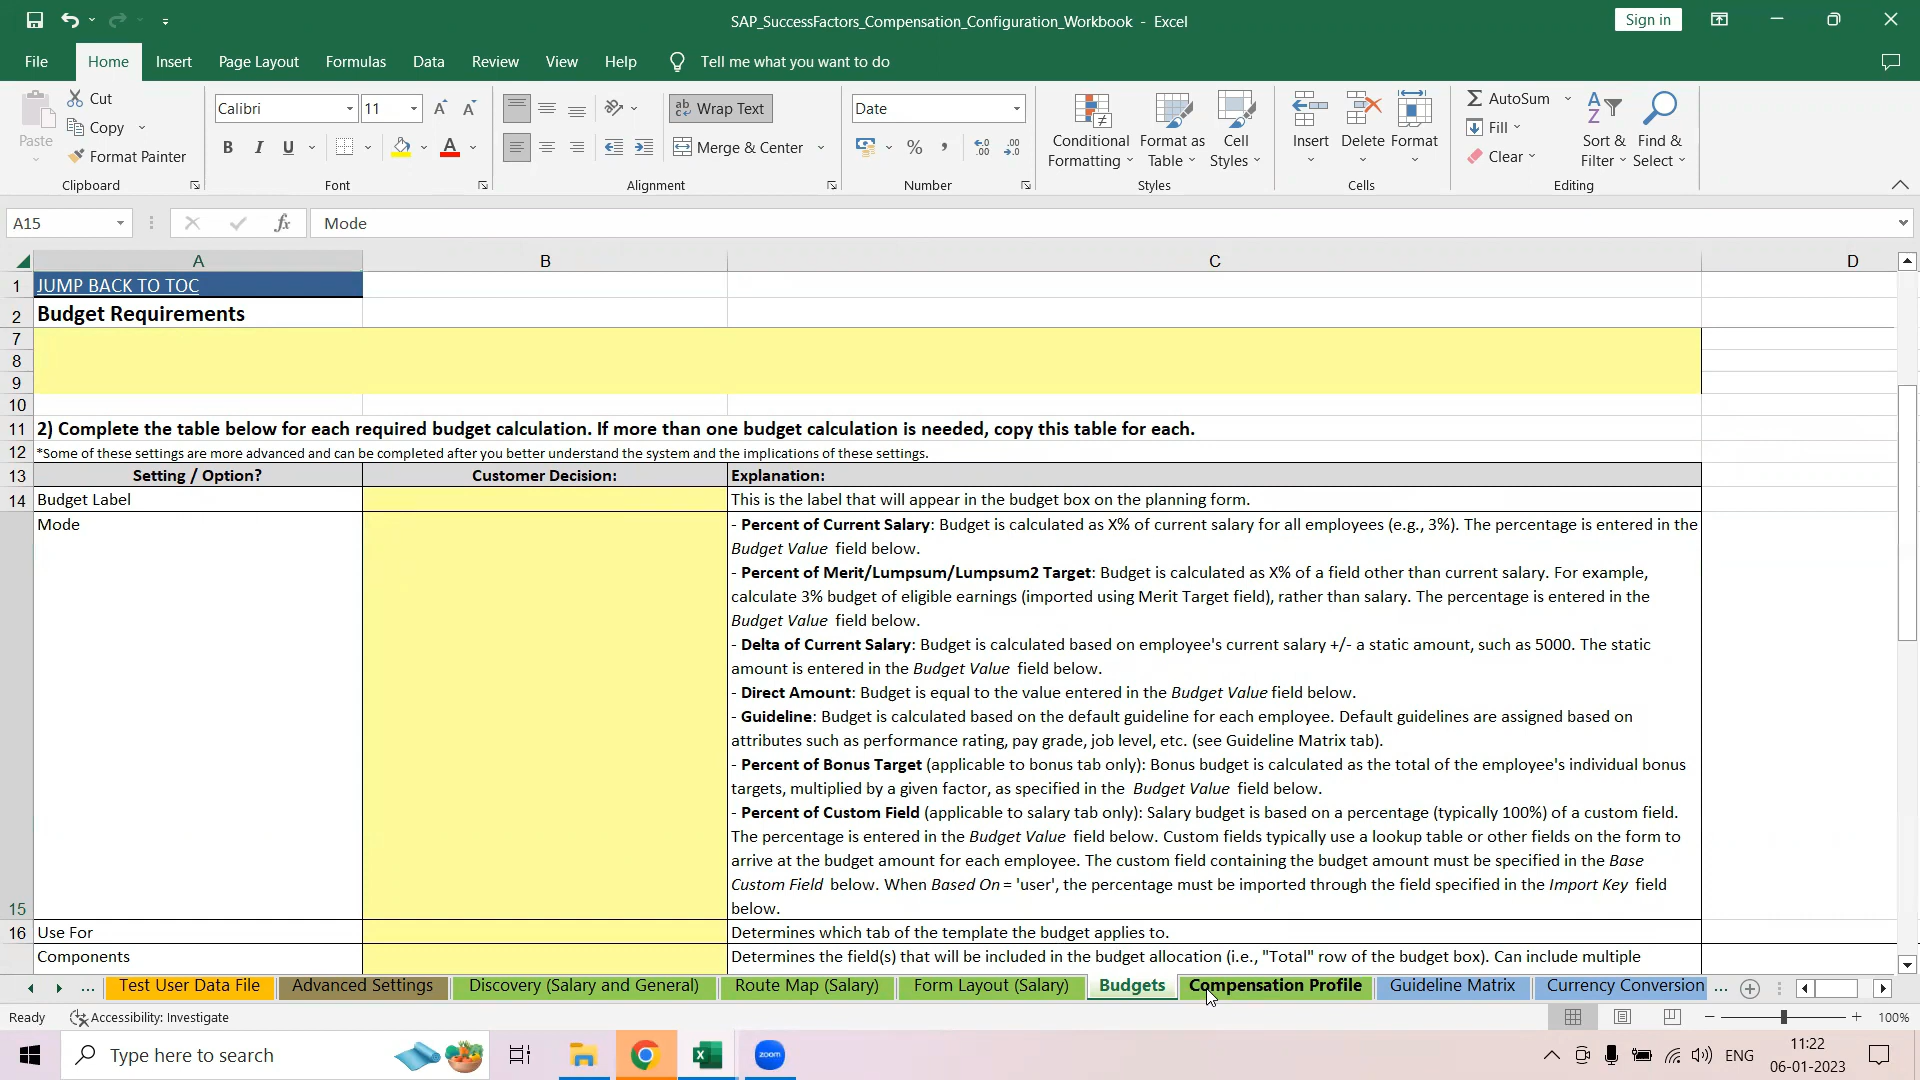 SAP_SuccessFactors_Compensation_Configuration_Workbook - Excel
Sign in
File Home Insert Page Layout Formulas Data Review View Help Tell me what you want to do
Paste
Cut
Copy
Format Painter
Clipboard
Calibri 11
B I U
Font
ab Wrap Text
Merge & Center
Alignment
Date
% ,
Number
Conditional Formatting
Format as Table
Cell Styles
Styles
Insert Delete Format
Cells
AutoSum
Fill
Clear
Sort & Filter
Find & Select
Editing
A15 fx Mode
A B C D
1 JUMP BACK TO TOC
2 Budget Requirements
7
8
9
10
11 2) Complete the table below for each required budget calculation. If more than one budget calculation is needed, copy this table for each.
12 *Some of these settings are more advanced and can be completed after you better understand the system and the implications of these settings.
13 Setting / Option? Customer Decision: Explanation:
14 Budget Label This is the label that will appear in the budget box on the planning form.
Mode - Percent of Current Salary: Budget is calculated as X% of current salary for all employees (e.g., 3%). The percentage is entered in the
Budget Value field below.
- Percent of Merit/Lumpsum/Lumpsum2 Target: Budget is calculated as X% of a field other than current salary. For example,
calculate 3% budget of eligible earnings (imported using Merit Target field), rather than salary. The percentage is entered in the
Budget Value field below.
- Delta of Current Salary: Budget is calculated based on employee's current salary +/- a static amount, such as 5000. The static
amount is entered in the Budget Value field below.
- Direct Amount: Budget is equal to the value entered in the Budget Value field below.
- Guideline: Budget is calculated based on the default guideline for each employee. Default guidelines are assigned based on
attributes such as performance rating, pay grade, job level, etc. (see Guideline Matrix tab).
- Percent of Bonus Target (applicable to bonus tab only): Bonus budget is calculated as the total of the employee's individual bonus
targets, multiplied by a given factor, as specified in the Budget Value field below.
- Percent of Custom Field (applicable to salary tab only): Salary budget is based on a percentage (typically 100%) of a custom field.
The percentage is entered in the Budget Value field below. Custom fields typically use a lookup table or other fields on the form to
arrive at the budget amount for each employee. The custom field containing the budget amount must be specified in the Base
Custom Field below. When Based On = 'user', the percentage must be imported through the field specified in the Import Key field
15 below.
16 Use For Determines which tab of the template the budget applies to.
Components Determines the field(s) that will be included in the budget allocation (i.e., "Total" row of the budget box). Can include multiple
... Test User Data File Advanced Settings Discovery (Salary and General) Route Map (Salary) Form Layout (Salary) Budgets Compensation Profile Guideline Matrix Currency Conversion ...
Ready Accessibility: Investigate 100%
Type here to search
zoom
ENG
11:22
06-01-2023